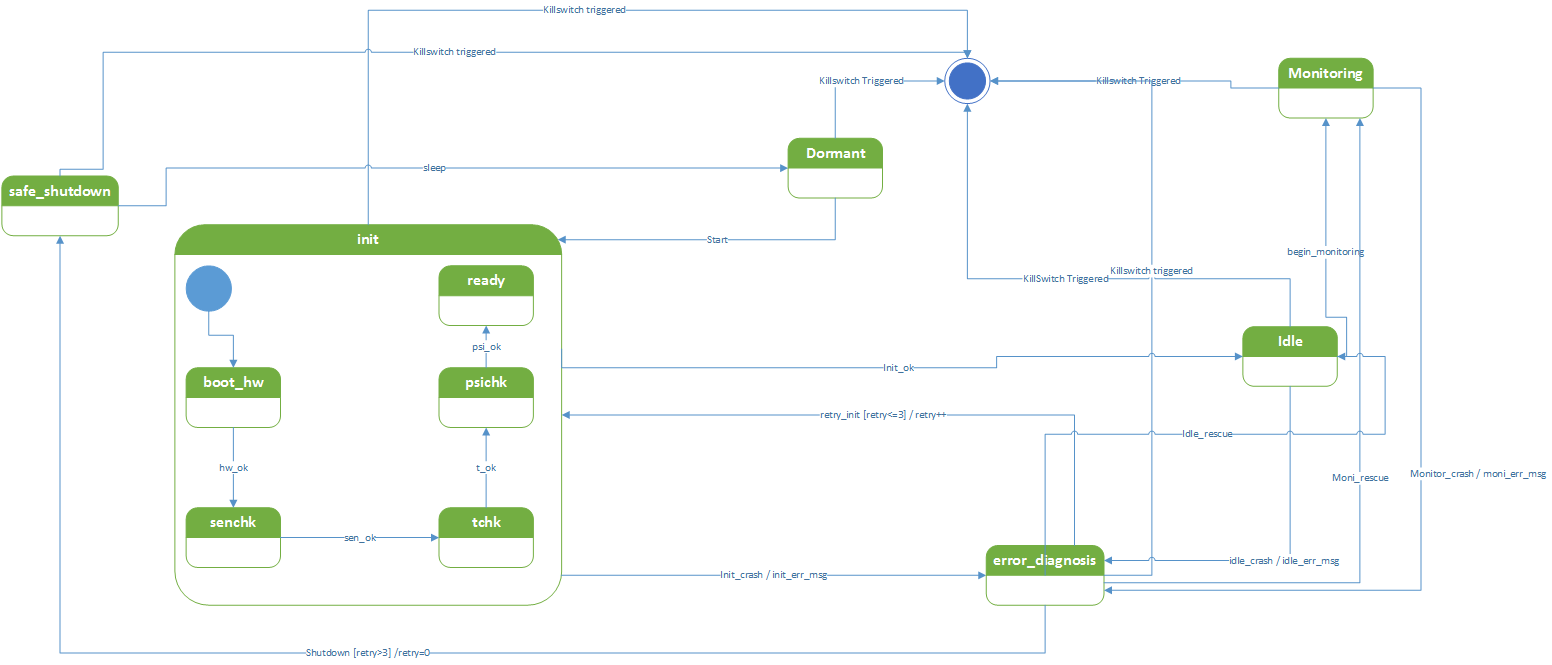 Killswitch triggered
Killswitch triggered
Monitoring
Killswitch Triggered
Killswitch Triggered
Dormant
sleep
safe_shutdown
init
Start
begin_monitoring
Killswitch triggered
KillSwitch Triggered
ready
Idle
psi_ok
Init_ok
boot_hw
psichk
retry_init [retry<=3] / retry++
Idle_rescue
hw_ok
t_ok
Moni_rescue
Monitor_crash / moni_err_msg
senchk
tchk
sen_ok
error_diagnosis
idle_crash / idle_err_msg
Init_crash / init_err_msg
Shutdown [retry>3] /retry=0